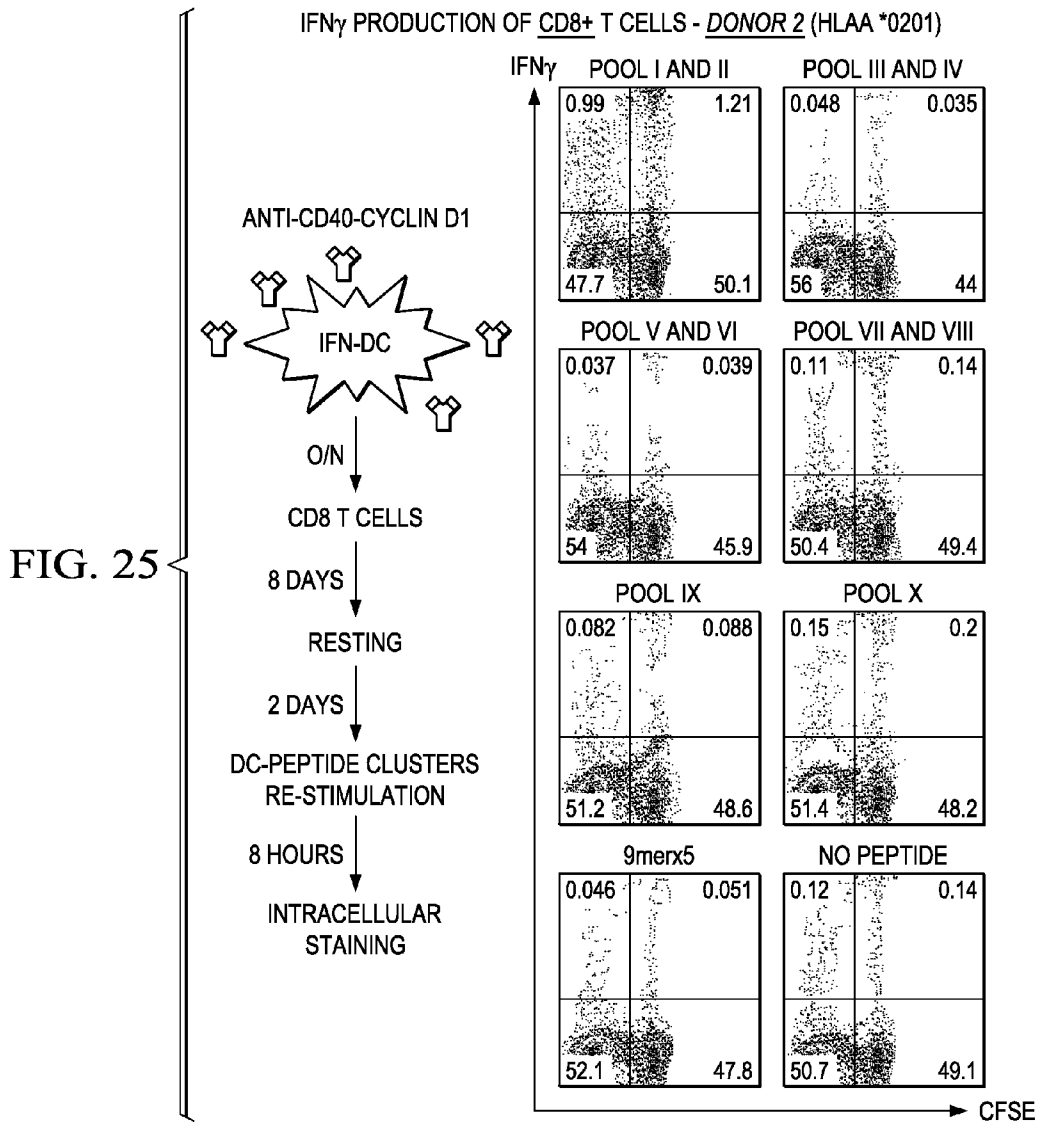 IFNγ PRODUCTION OF CD8+ T CELLS - DONOR 2 (HLAA *0201)
FIG. 25
ANTI-CD40-CYCLIN D1
IFN-DC
O/N
CD8 T CELLS
8 DAYS
RESTING
2 DAYS
DC-PEPTIDE CLUSTERS
RE-STIMULATION
8 HOURS
INTRACELLULAR
STAINING
IFNγ
POOL I AND II
0.99 1.21
47.7 50.1
POOL III AND IV
0.048 0.035
56 44
POOL V AND VI
0.037 0.039
54 45.9
POOL VII AND VIII
0.11 0.14
50.4 49.4
POOL IX
0.082 0.088
51.2 48.6
POOL X
0.15 0.2
51.4 48.2
9merx5
0.046 0.051
52.1 47.8
NO PEPTIDE
0.12 0.14
50.7 49.1
CFSE